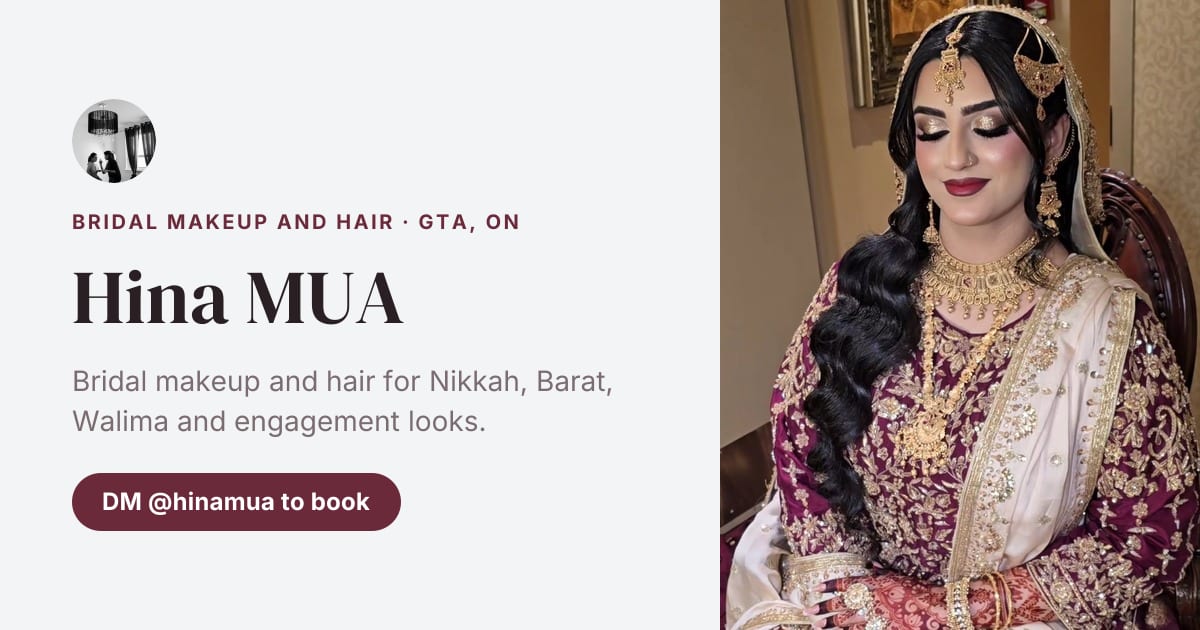 BRIDAL MAKEUP AND HAIR · GTA, ON
Hina MUA
Bridal makeup and hair for Nikkah, Barat,
Walima and engagement looks.
DM @hinamua to book